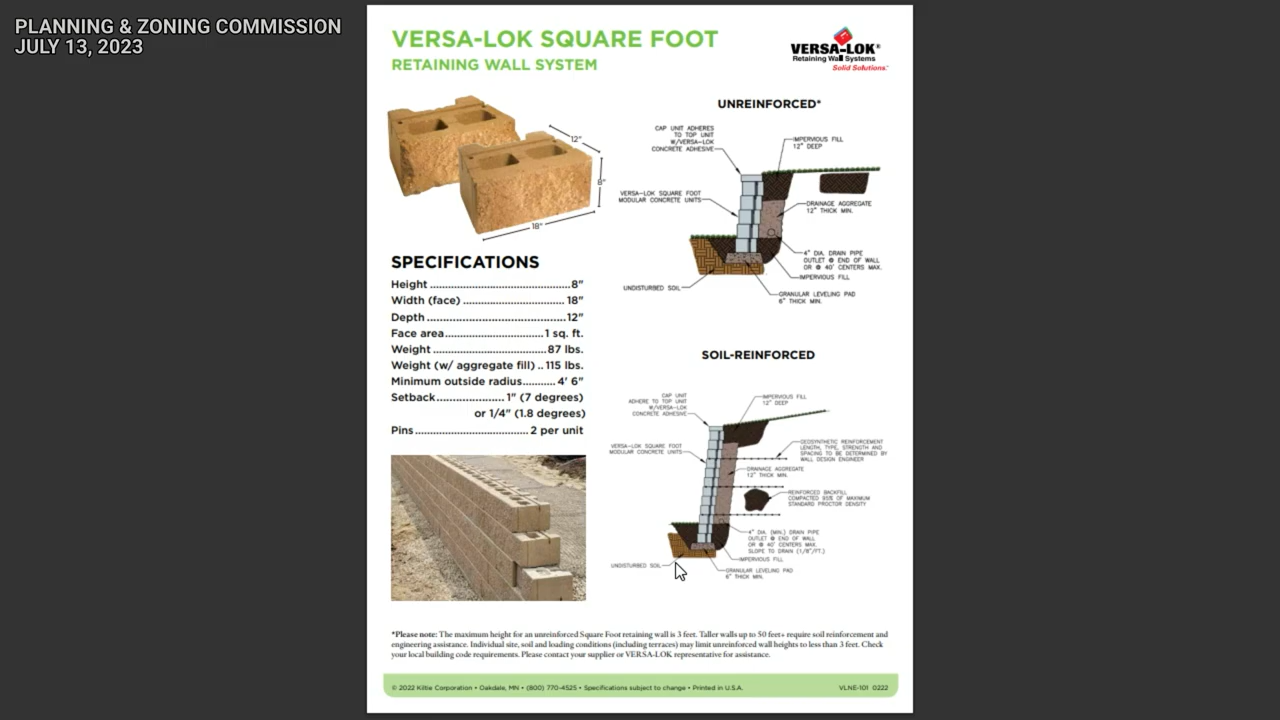 PLANNING & ZONING COMMISSION
JULY 13, 2023
VERSA-LOK SQUARE FOOT
RETAINING WALL SYSTEM
VERSA-LOK®
Retaining Wall Systems
Solid Solutions.™
12"
8"
18"
SPECIFICATIONS
Height ................................................ 8"
Width (face) .............................. 18"
Depth .......................................... 12"
Face area .............................. 1 sq. ft.
Weight .................................. 87 lbs.
Weight (w/ aggregate fill) .. 115 lbs.
Minimum outside radius ........... 4' 6"
Setback ...................... 1" (7 degrees)
or 1/4" (1.8 degrees)
Pins .................................. 2 per unit
UNREINFORCED*
CAP UNIT ADHERES
TO TOP UNIT
W/VERSA-LOK
CONCRETE ADHESIVE
IMPERVIOUS FILL
12" DEEP
VERSA-LOK SQUARE FOOT
MODULAR CONCRETE UNITS
DRAINAGE AGGREGATE
12" THICK MIN.
4" DIA. DRAIN PIPE
OUTLET @ END OF WALL
OR @ 40' CENTERS MAX.
IMPERVIOUS FILL
UNDISTURBED SOIL
GRANULAR LEVELING PAD
6" THICK MIN.
SOIL-REINFORCED
CAP UNIT
ADHERE TO TOP UNIT
W/VERSA-LOK
CONCRETE ADHESIVE
IMPERVIOUS FILL
12" DEEP
VERSA-LOK SQUARE FOOT
MODULAR CONCRETE UNITS
GEOSYNTHETIC REINFORCEMENT
LENGTH, TYPE, STRENGTH AND
SPACING TO BE DETERMINED BY
WALL DESIGN ENGINEER
DRAINAGE AGGREGATE
12" THICK MIN.
REINFORCED BACKFILL
COMPACTED 95% OF MAXIMUM
STANDARD PROCTOR DENSITY
4" DIA. (MIN.) DRAIN PIPE
OUTLET @ END OF WALL
OR @ 40' CENTERS MAX.
SLOPE TO DRAIN (1/8"/FT.)
IMPERVIOUS FILL
UNDISTURBED SOIL
GRANULAR LEVELING PAD
6" THICK MIN.
*Please note: The maximum height for an unreinforced Square Foot retaining wall is 3 feet. Taller walls up to 50 feet+ require soil reinforcement and
engineering assistance. Individual site, soil and loading conditions (including terraces) may limit unreinforced wall heights to less than 3 feet. Check
your local building code requirements. Please contact your supplier or VERSA-LOK representative for assistance.
© 2022 Kiltie Corporation • Oakdale, MN • (800) 770-4525 • Specifications subject to change • Printed in U.S.A.
VLNE-101 0222